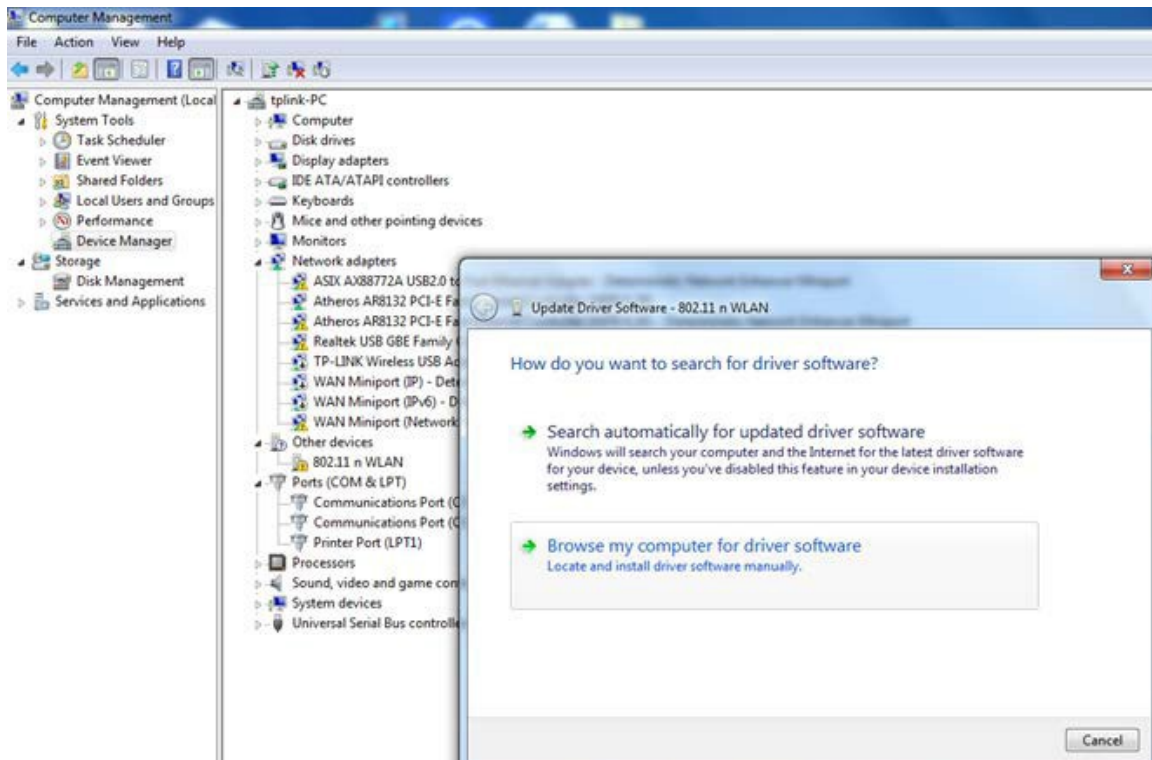 Computer Management
File Action View Help
Computer Management (Local
System Tools
Task Scheduler
Event Viewer
Shared Folders
Local Users and Groups
Performance
Device Manager
Storage
Disk Management
Services and Applications
tplink-PC
Computer
Disk drives
Display adapters
IDE ATA/ATAPI controllers
Keyboards
Mice and other pointing devices
Monitors
Network adapters
ASIX AX88772A USB2.0 to
Atheros AR8132 PCI-E Fa
Atheros AR8132 PCI-E Fa
Realtek USB GBE Family
TP-LINK Wireless USB Ad
WAN Miniport (IP) - Dete
WAN Miniport (IPv6) - D
WAN Miniport (Network
Other devices
802.11 n WLAN
Ports (COM & LPT)
Communications Port (C
Communications Port (C
Printer Port (LPT1)
Processors
Sound, video and game con
System devices
Universal Serial Bus controlle
Update Driver Software - 802.11 n WLAN
How do you want to search for driver software?
Search automatically for updated driver software
Windows will search your computer and the Internet for the latest driver software
for your device, unless you've disabled this feature in your device installation
settings.
Browse my computer for driver software
Locate and install driver software manually.
Cancel